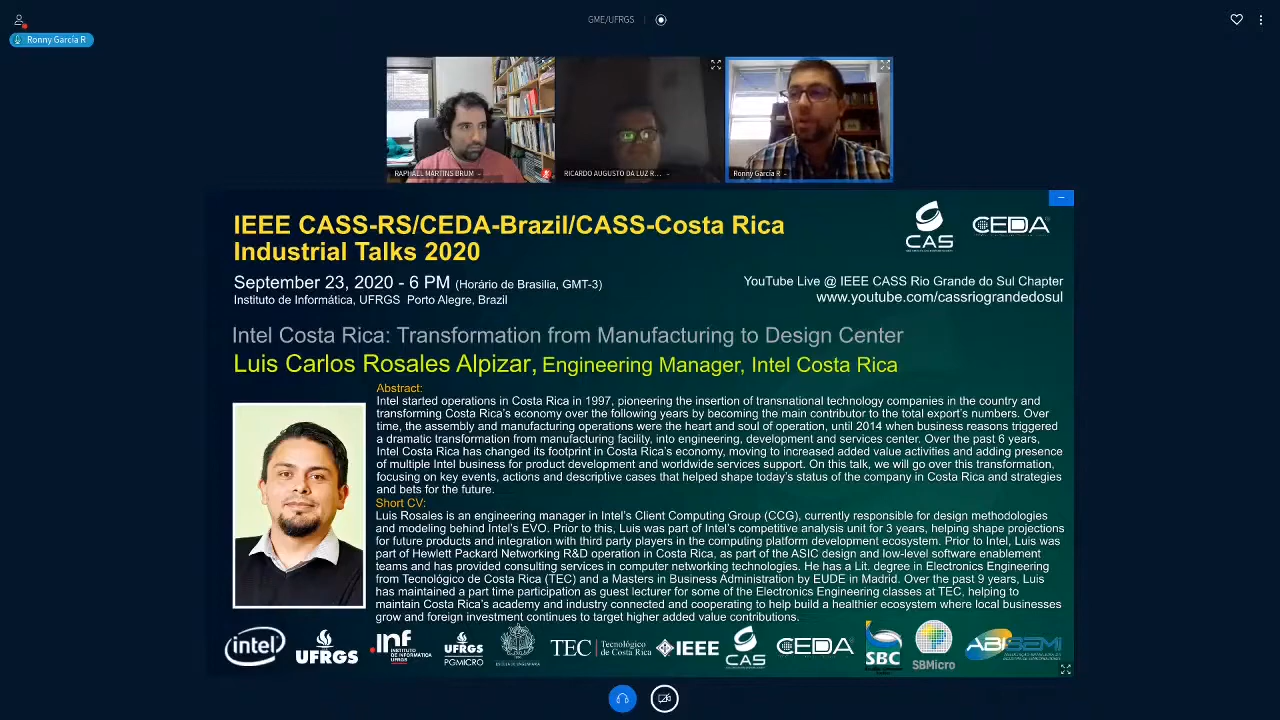 GME/UFRGS
Ronny García R
RAPHAEL MARTINS BRUM
RICARDO AUGUSTO DA LUZ R...
Ronny García R
IEEE CASS-RS/CEDA-Brazil/CASS-Costa Rica
Industrial Talks 2020
CAS
CEDA
September 23, 2020 - 6 PM (Horário de Brasilia, GMT-3)
Instituto de Informática, UFRGS Porto Alegre, Brazil
YouTube Live @ IEEE CASS Rio Grande do Sul Chapter
www.youtube.com/cassriograndedosul
Intel Costa Rica: Transformation from Manufacturing to Design Center
Luis Carlos Rosales Alpizar, Engineering Manager, Intel Costa Rica
Abstract:
Intel started operations in Costa Rica in 1997, pioneering the insertion of transnational technology companies in the country and
transforming Costa Rica's economy over the following years by becoming the main contributor to the total export's numbers. Over
time, the assembly and manufacturing operations were the heart and soul of operation, until 2014 when business reasons triggered
a dramatic transformation from manufacturing facility, into engineering, development and services center. Over the past 6 years,
Intel Costa Rica has changed its footprint in Costa Rica's economy, moving to increased added value activities and adding presence
of multiple Intel business for product development and worldwide services support. On this talk, we will go over this transformation,
focusing on key events, actions and descriptive cases that helped shape today's status of the company in Costa Rica and strategies
and bets for the future.
Short CV:
Luis Rosales is an engineering manager in Intel's Client Computing Group (CCG), currently responsible for design methodologies
and modeling behind Intel's EVO. Prior to this, Luis was part of Intel's competitive analysis unit for 3 years, helping shape projections
for future products and integration with third party players in the computing platform development ecosystem. Prior to Intel, Luis was
part of Hewlett Packard Networking R&D operation in Costa Rica, as part of the ASIC design and low-level software enablement
teams and has provided consulting services in computer networking technologies. He has a Lit. degree in Electronics Engineering
from Tecnológico de Costa Rica (TEC) and a Masters in Business Administration by EUDE in Madrid. Over the past 9 years, Luis
has maintained a part time participation as guest lecturer for some of the Electronics Engineering classes at TEC, helping to
maintain Costa Rica's academy and industry connected and cooperating to help build a healthier ecosystem where local businesses
grow and foreign investment continues to target higher added value contributions.
intel
UFRGS
inf
INSTITUTO
DE INFORMÁTICA
UFRGS
UFRGS
PGMICRO
ESCOLA DE ENGENHARIA
TEC | Tecnológico
de Costa Rica
IEEE
CAS
CEDA
SBC
SBMicro
ABISEMI